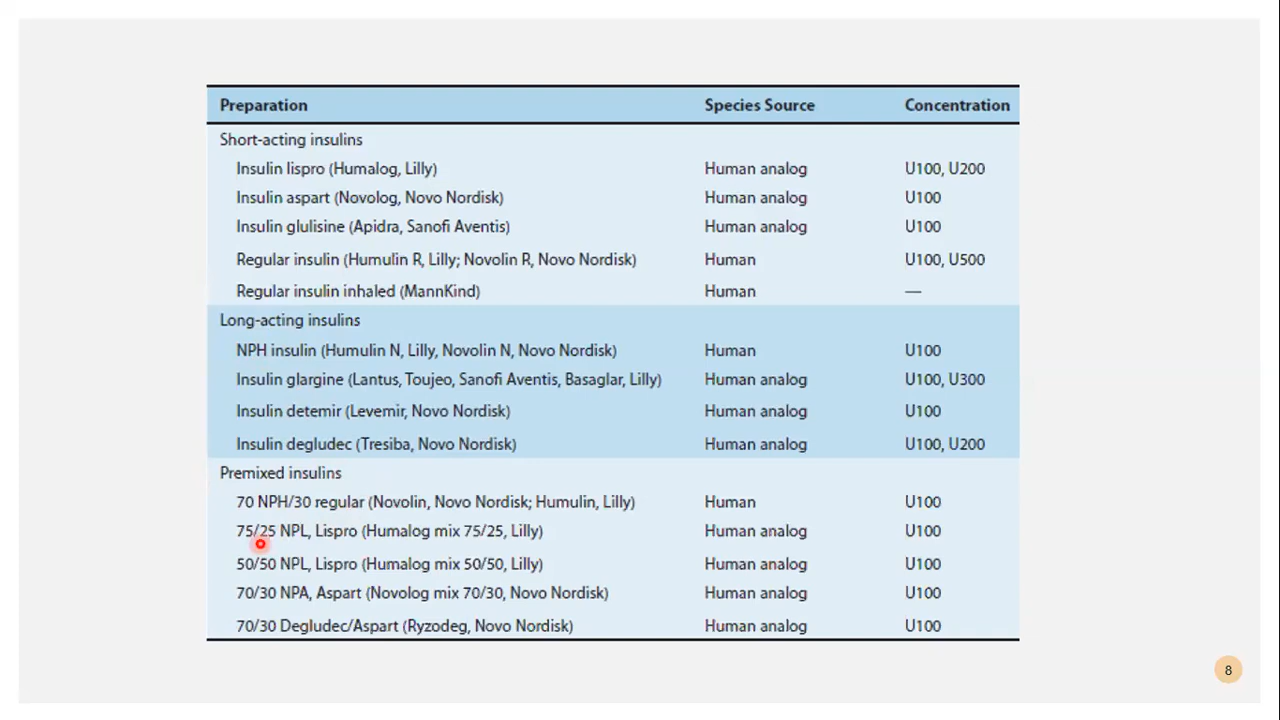 Preparation Species Source Concentration
Short-acting insulins
Insulin lispro (Humalog, Lilly) Human analog U100, U200
Insulin aspart (Novolog, Novo Nordisk) Human analog U100
Insulin glulisine (Apidra, Sanofi Aventis) Human analog U100
Regular insulin (Humulin R, Lilly; Novolin R, Novo Nordisk) Human U100, U500
Regular insulin inhaled (MannKind) Human —
Long-acting insulins
NPH insulin (Humulin N, Lilly, Novolin N, Novo Nordisk) Human U100
Insulin glargine (Lantus, Toujeo, Sanofi Aventis, Basaglar, Lilly) Human analog U100, U300
Insulin detemir (Levemir, Novo Nordisk) Human analog U100
Insulin degludec (Tresiba, Novo Nordisk) Human analog U100, U200
Premixed insulins
70 NPH/30 regular (Novolin, Novo Nordisk; Humulin, Lilly) Human U100
75/25 NPL, Lispro (Humalog mix 75/25, Lilly) Human analog U100
50/50 NPL, Lispro (Humalog mix 50/50, Lilly) Human analog U100
70/30 NPA, Aspart (Novolog mix 70/30, Novo Nordisk) Human analog U100
70/30 Degludec/Aspart (Ryzodeg, Novo Nordisk) Human analog U100
8